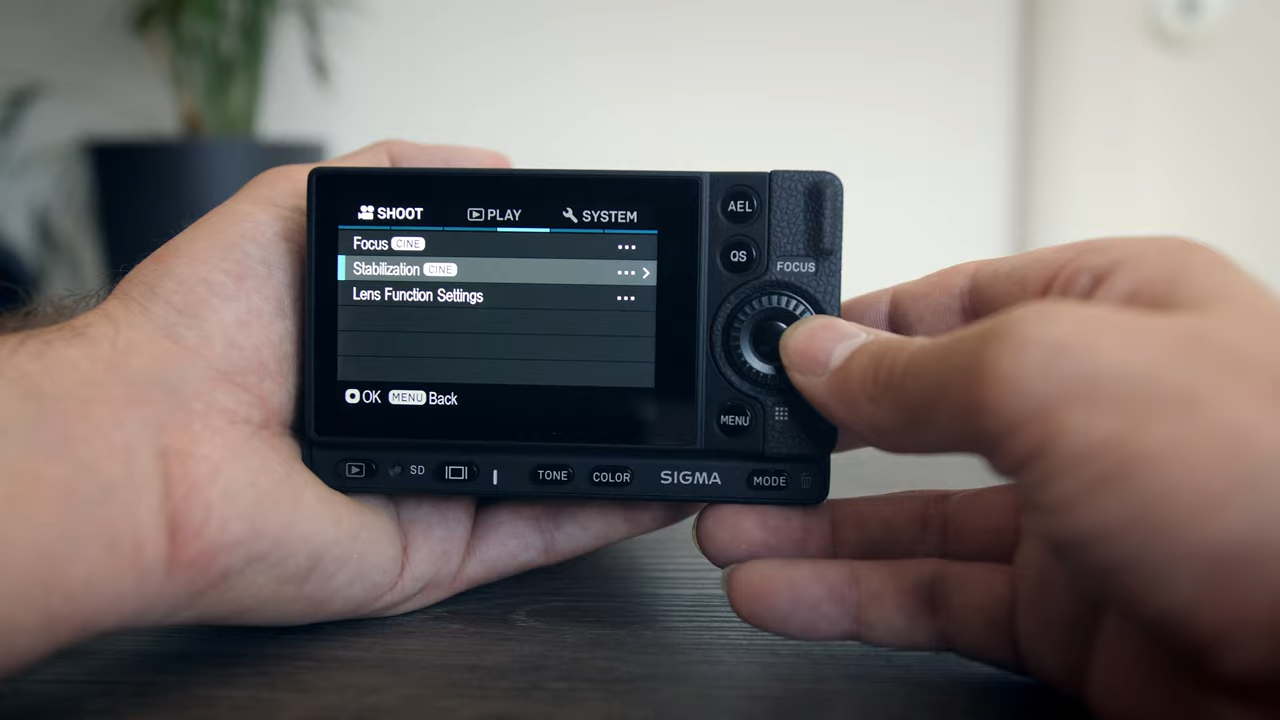 SHOOT PLAY SYSTEM
Focus CINE
Stabilization CINE
Lens Function Settings
OK MENU Back
AEL
QS
FOCUS
MENU
SD TONE COLOR SIGMA MODE